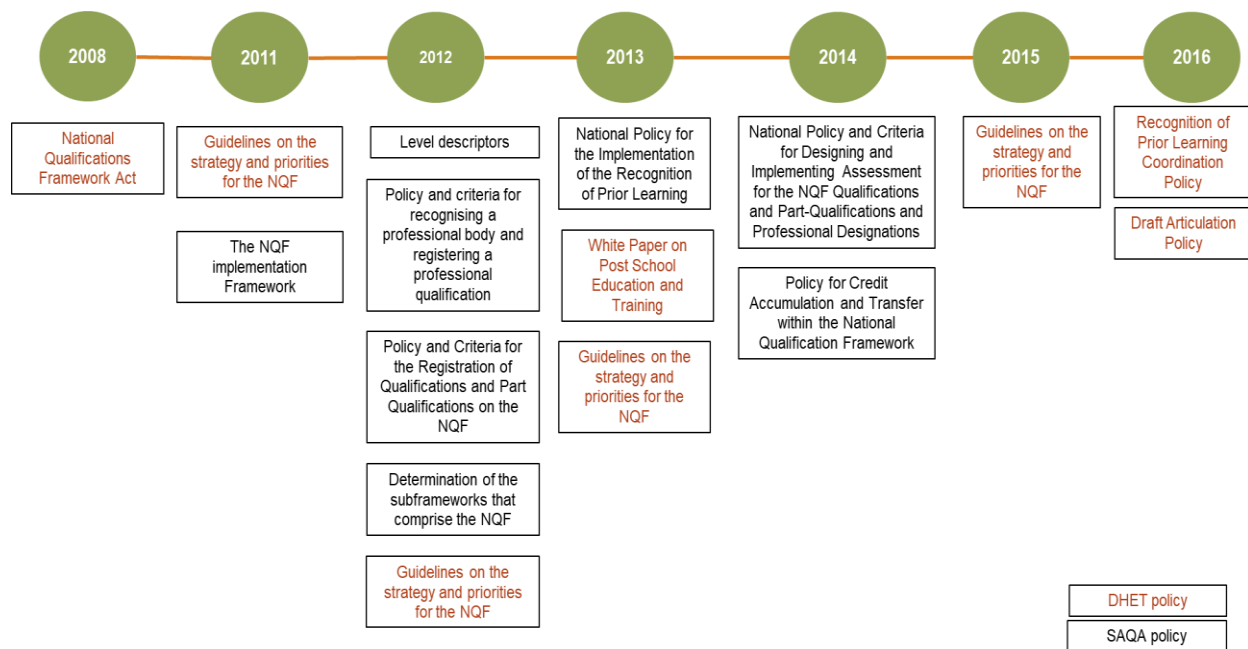 2008
2011
2012
2013
2014
2015
2016
National
Qualifications
Framework Act
Guidelines on the
strategy and priorities
for the NQF
The NQF
implementation
Framework
Level descriptors
Policy and criteria for
recognising a
professional body and
registering a
professional
qualification
Policy and Criteria for
the Registration of
Qualifications and Part
Qualifications on the
NQF
Determination of the
subframeworks that
comprise the NQF
Guidelines on the
strategy and priorities
for the NQF
National Policy for
the Implementation
of the Recognition
of Prior Learning
White Paper on
Post School
Education and
Training
Guidelines on the
strategy and
priorities for the
NQF
National Policy and Criteria
for Designing and
Implementing Assessment
for the NQF Qualifications
and Part-Qualifications and
Professional Designations
Policy for Credit
Accumulation and Transfer
within the National
Qualification Framework
Guidelines on the
strategy and
priorities for the
NQF
Recognition of
Prior Learning
Coordination
Policy
Draft Articulation
Policy
DHET policy
SAQA policy